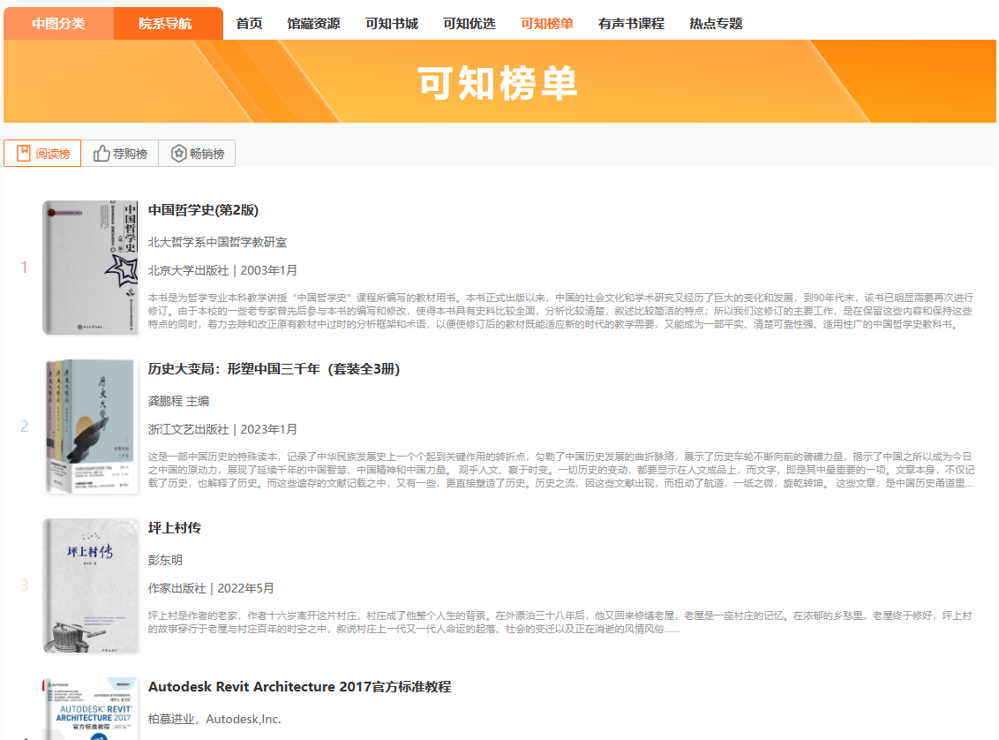 中图分类 院系导航 首页 馆藏资源 可知书城 可知优选 可知榜单 有声书课程 热点专题
可知榜单
阅读榜 荐购榜 畅销榜
1
中国哲学史(第2版)
北大哲学系中国哲学教研室
北京大学出版社 | 2003年1月
本书是为哲学专业本科教学讲授“中国哲学史”课程所编写的教材用书。本书正式出版以来，中国的社会文化和学术研究又经历了巨大的变化和发展，到90年代末，该书已明显需要再次进行
修订。由于本校的一些老专家曾先后参与本书的编写和修改，使得本书具有史料比较全面，分析比较清楚，叙述比较简洁的特点；所以我们这修订的主要工作，是在保留这些内容和保持这些
特点的同时，着力去除和改正原有教材中过时的分析框架和术语，以便使修订后的教材既能适应新的时代的教学需要，又能成为一部平实、清楚可靠性强、适用性广的中国哲学史教科书。
中国哲学史
2
历史大变局：形塑中国三千年（套装全3册）
龚鹏程 主编
浙江文艺出版社 | 2023年1月
这是一部中国历史的特殊读本，记录了中华民族发展史上一个个起到关键作用的转折点，勾勒了中国历史发展的曲折脉络，展示了历史车轮不断向前的磅礴力量，揭示了中国之所以成为今日
之中国的原动力，展现了延续千年的中国智慧、中国精神和中国力量。 观乎人文、察于时变。一切历史的变动，都要显示在人文成品上，而文字，即是其中最重要的一项。文章本身，不仅记
载了历史，也解释了历史。而这些遗存的文献记载之中，又有一些，更直接塑造了历史。历史之流，因这些文献出现，而扭动了航道，一纸之微，旋乾转坤。 这些文章，是中国历史甬道里...
历史大变局
3
坪上村传
彭东明
作家出版社 | 2022年5月
坪上村是作者的老家，作者十六岁离开这片村庄，村庄成了他整个人生的背景。在外漂泊三十八年后，他又回来修缮老屋，老屋是一座村庄的记忆。在浓郁的乡愁里，老屋终于修好，坪上村
的故事穿行于老屋与村庄百年的时空之中，叙说村庄上一代又一代人命运的起落、社会的变迁以及正在消逝的风情风俗......
坪上村传
Autodesk Revit Architecture 2017官方标准教程
柏慕进业，Autodesk,Inc.
AUTODESK REVIT
ARCHITECTURE 2017
官方标准教程